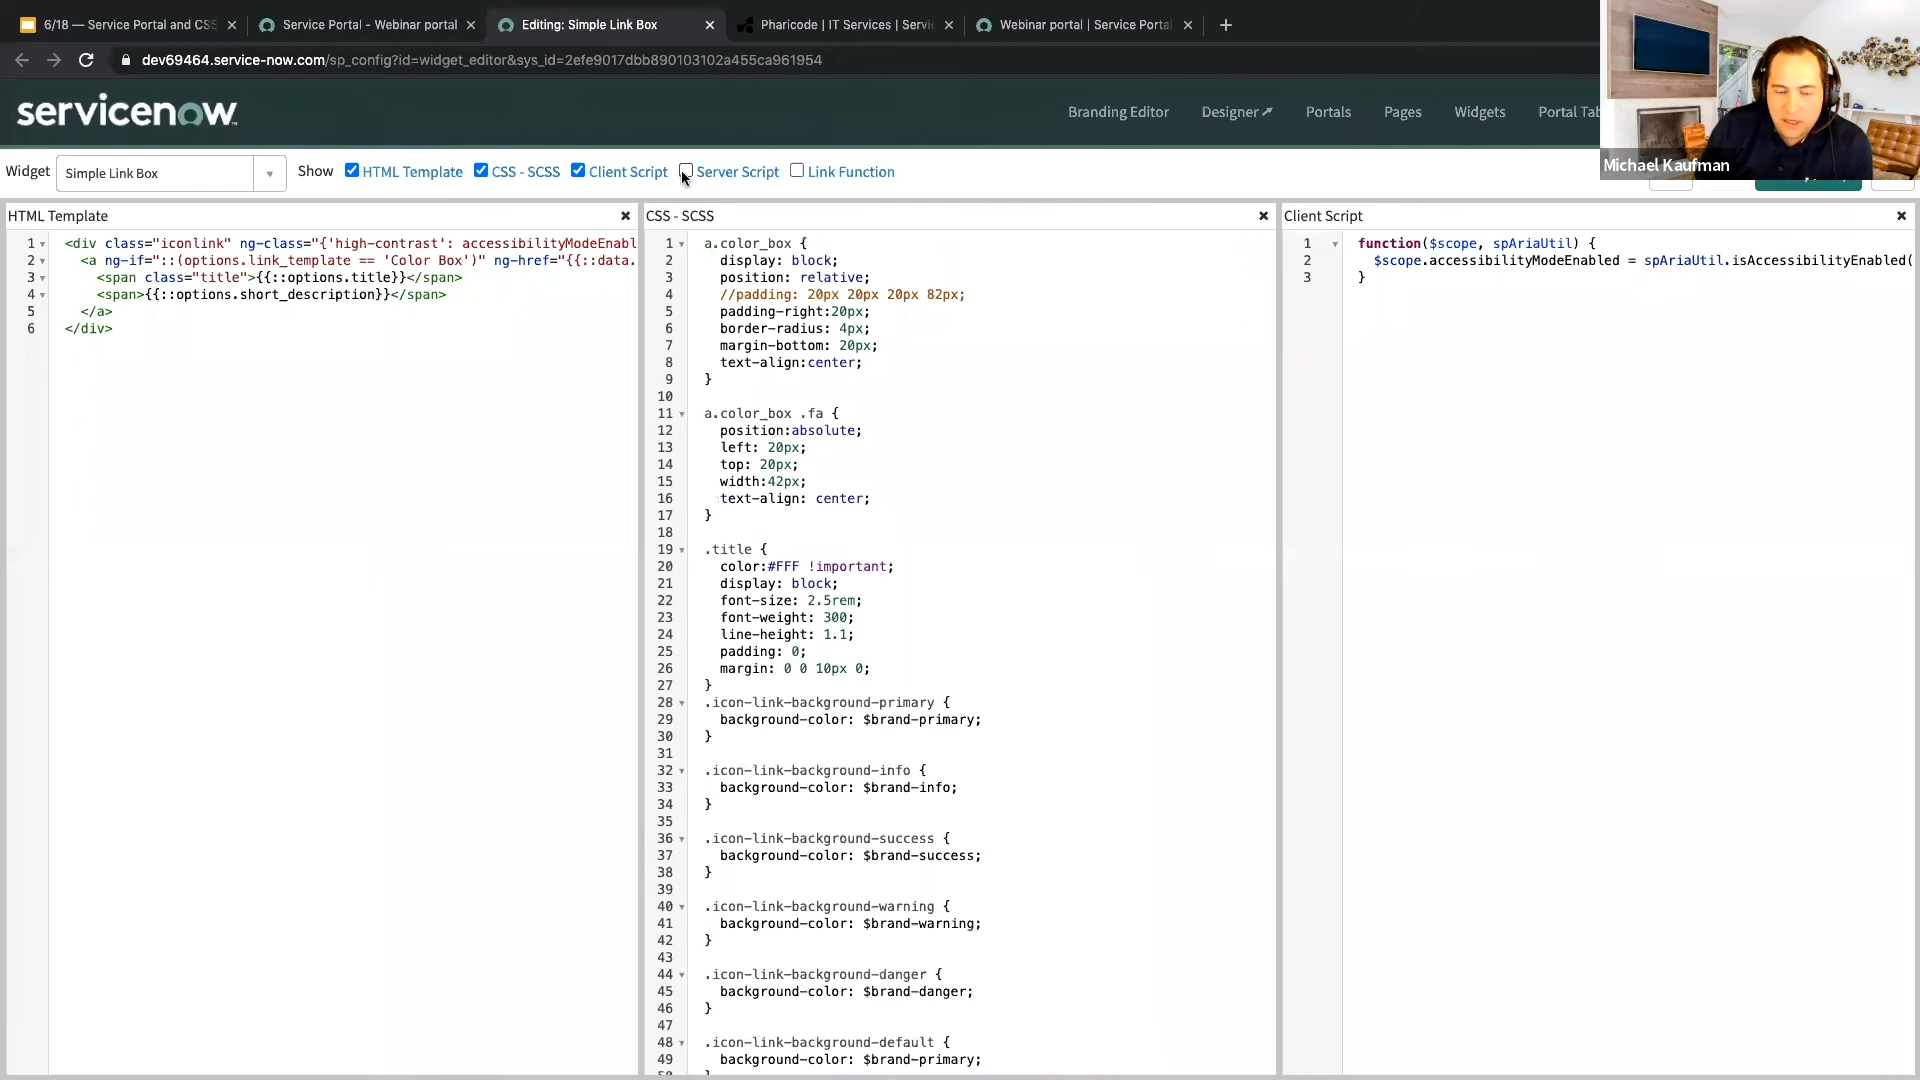 6/18 — Service Portal and CSS
Service Portal - Webinar portal
Editing: Simple Link Box
Pharicode | IT Services | Servi
Webinar portal | Service Porta
dev69464.service-now.com/sp_config?id=widget_editor&sys_id=2efe9017dbb890103102a455ca961954
servicenow
Branding Editor
Designer
Portals
Pages
Widgets
Portal Tab
Michael Kaufman
Widget
Simple Link Box
Show
HTML Template
CSS - SCSS
Client Script
Server Script
Link Function
HTML Template
1 <div class="iconlink" ng-class="{'high-contrast': accessibilityModeEnabl
2 <a ng-if="::(options.link_template == 'Color Box')" ng-href="{{::data.
3 <span class="title">{{::options.title}}</span>
4 <span>{{::options.short_description}}</span>
5 </a>
6 </div>
CSS - SCSS
1 a.color_box {
2 display: block;
3 position: relative;
4 //padding: 20px 20px 20px 82px;
5 padding-right:20px;
6 border-radius: 4px;
7 margin-bottom: 20px;
8 text-align:center;
9 }
10
11 a.color_box .fa {
12 position:absolute;
13 left: 20px;
14 top: 20px;
15 width:42px;
16 text-align: center;
17 }
18
19 .title {
20 color:#FFF !important;
21 display: block;
22 font-size: 2.5rem;
23 font-weight: 300;
24 line-height: 1.1;
25 padding: 0;
26 margin: 0 0 10px 0;
27 }
28 .icon-link-background-primary {
29 background-color: $brand-primary;
30 }
31
32 .icon-link-background-info {
33 background-color: $brand-info;
34 }
35
36 .icon-link-background-success {
37 background-color: $brand-success;
38 }
39
40 .icon-link-background-warning {
41 background-color: $brand-warning;
42 }
43
44 .icon-link-background-danger {
45 background-color: $brand-danger;
46 }
47
48 .icon-link-background-default {
49 background-color: $brand-primary;
Client Script
1 function($scope, spAriaUtil) {
2 $scope.accessibilityModeEnabled = spAriaUtil.isAccessibilityEnabled(
3 }